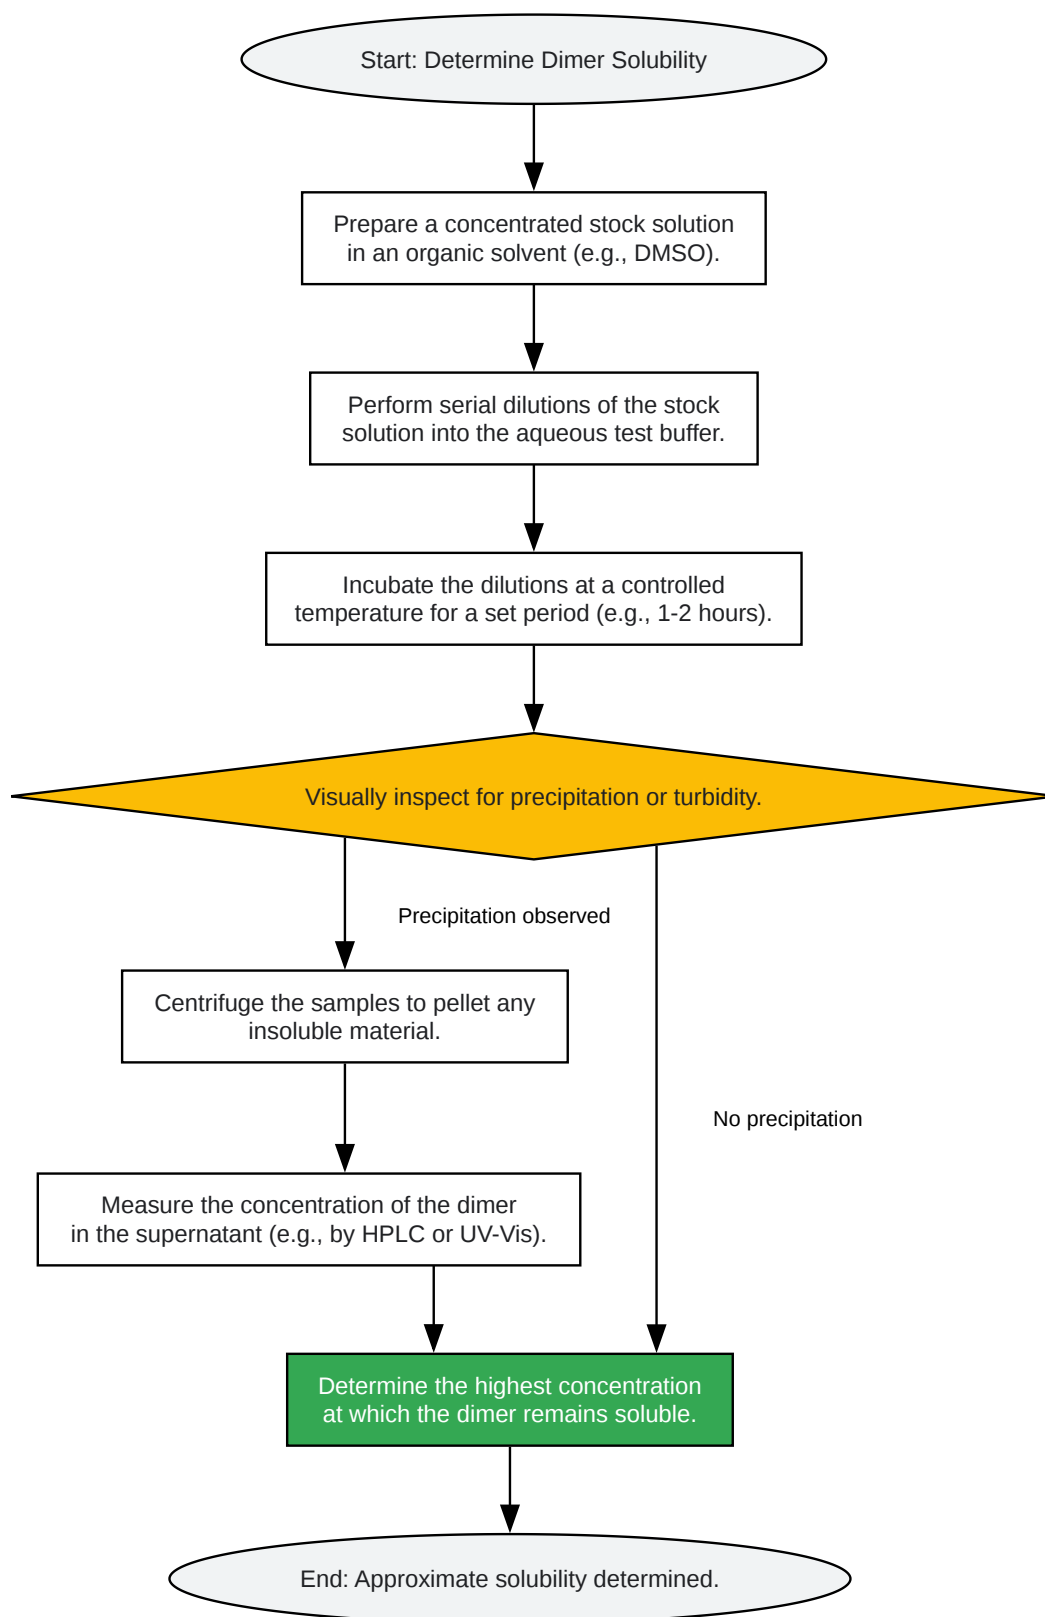 Start: Determine Dimer Solubility
Prepare a concentrated stock solution
in an organic solvent (e.g., DMSO).
Perform serial dilutions of the stock
solution into the aqueous test buffer.
Incubate the dilutions at a controlled
temperature for a set period (e.g., 1-2 hours).
Visually inspect for precipitation or turbidity.
Precipitation observed
Centrifuge the samples to pellet any
insoluble material.
No precipitation
Measure the concentration of the dimer
in the supernatant (e.g., by HPLC or UV-Vis).
Determine the highest concentration
at which the dimer remains soluble.
End: Approximate solubility determined.